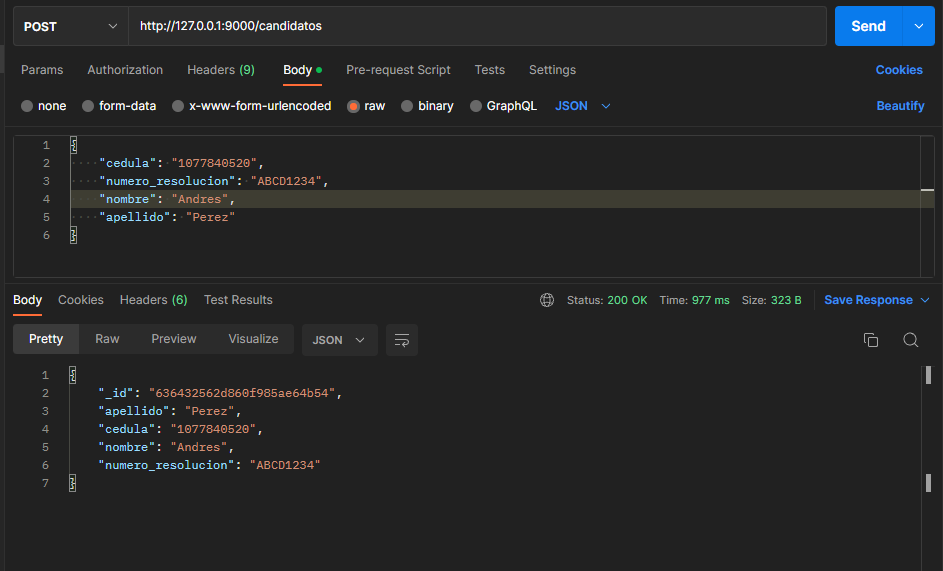 POST http://127.0.0.1:9000/candidatos Send
Params Authorization Headers (9) Body Pre-request Script Tests Settings Cookies
none form-data x-www-form-urlencoded raw binary GraphQL JSON Beautify
1 {
2 "cedula": "1077840520",
3 "numero_resolucion": "ABCD1234",
4 "nombre": "Andres",
5 "apellido": "Perez"
6 }
Body Cookies Headers (6) Test Results Status: 200 OK Time: 977 ms Size: 323 B Save Response
Pretty Raw Preview Visualize JSON
1 {
2 "_id": "636432562d860f985ae64b54",
3 "apellido": "Perez",
4 "cedula": "1077840520",
5 "nombre": "Andres",
6 "numero_resolucion": "ABCD1234"
7 }